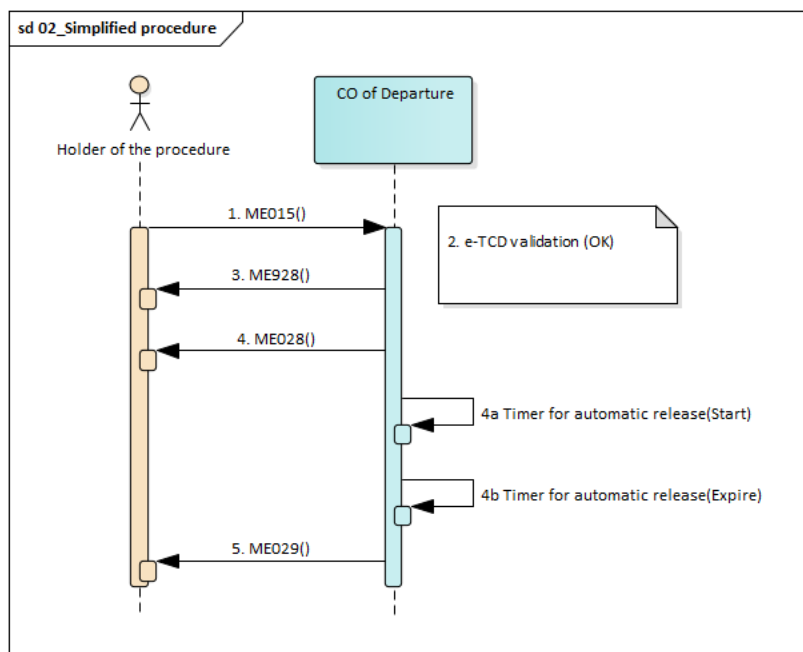 sd 02_Simplified procedure
CO of Departure
Holder of the procedure
1. ME015()
2. e-TCD validation (OK)
3. ME928()
4. ME028()
4a Timer for automatic release(Start)
4b Timer for automatic release(Expire)
5. ME029()